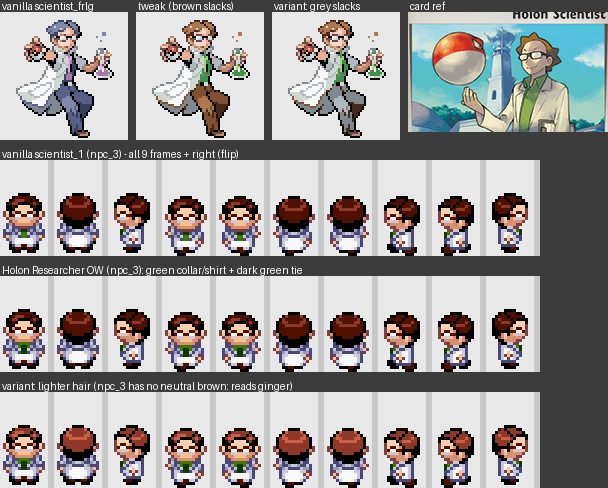 vanilla scientist_frlg
tweak (brown slacks)
variant: grey slacks
card ref
Holon Scientist
vanilla scientist_1 (npc_3) - all 9 frames + right (flip)
Holon Researcher OW (npc_3): green collar/shirt + dark green tie
variant: lighter hair (npc_3 has no neutral brown: reads ginger)